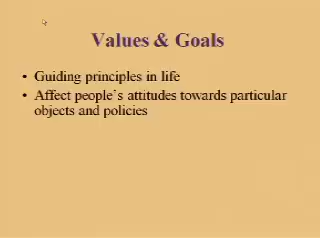 Values & Goals
• Guiding principles in life
• Affect people's attitudes towards particular
objects and policies